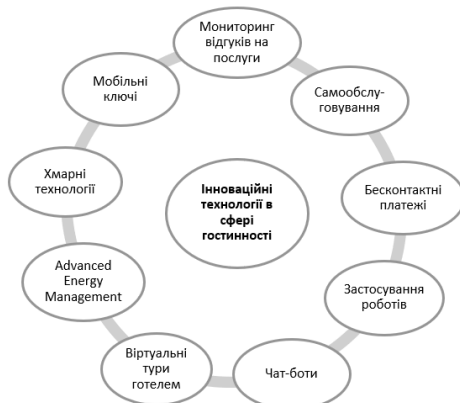 Мониторинг
відгуків на
послуги
Самообслу-
говування
Бесконтактні
платежі
Застосування
роботів
Чат-боти
Віртуальні
тури
готелем
Advanced
Energy
Management
Хмарні
технології
Мобільні
ключі
Інноваційні
технології в
сфері
гостинності